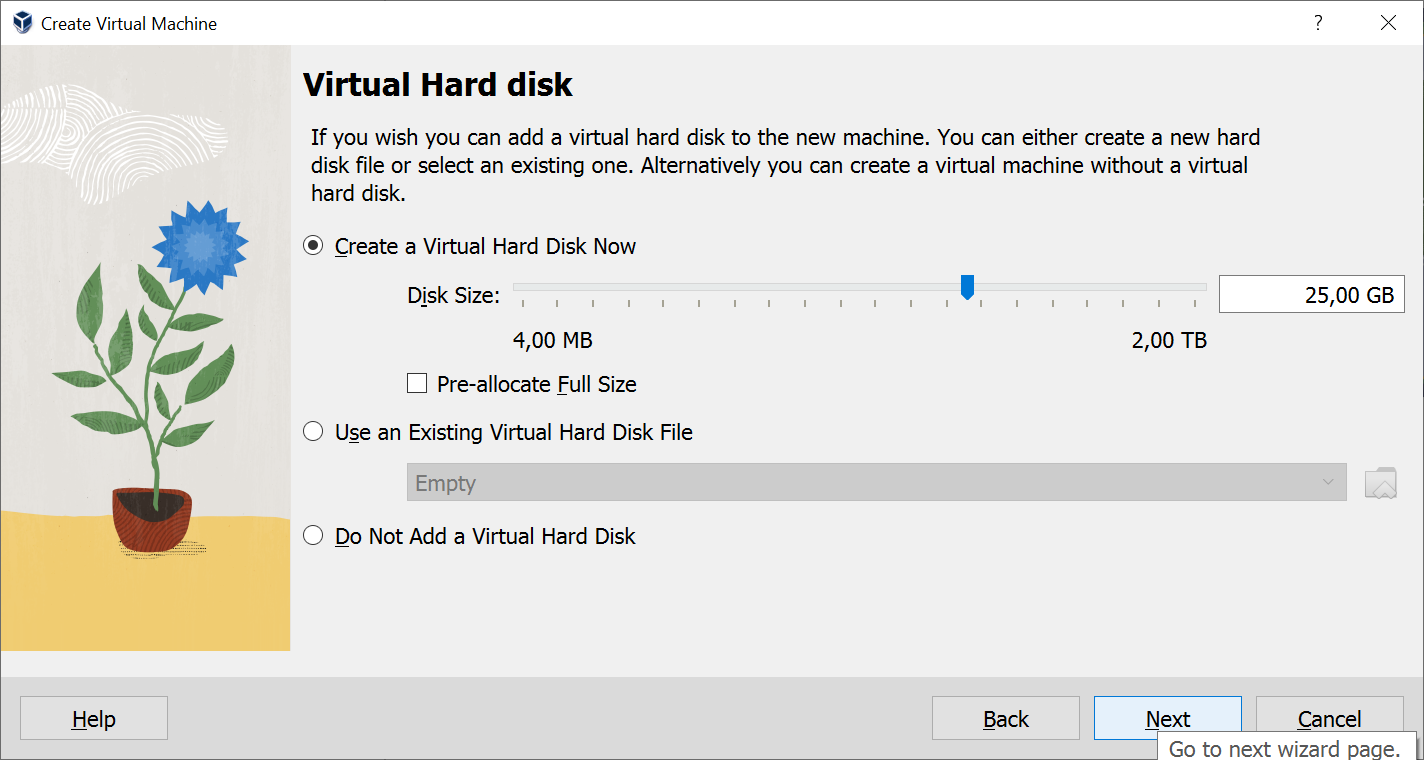 Create Virtual Machine
?
Virtual Hard disk
If you wish you can add a virtual hard disk to the new machine. You can either create a new hard
disk file or select an existing one. Alternatively you can create a virtual machine without a virtual
hard disk.
Create a Virtual Hard Disk Now
Disk Size:
25,00 GB
4,00 MB
2,00 TB
Pre-allocate Full Size
Use an Existing Virtual Hard Disk File
Empty
Do Not Add a Virtual Hard Disk
Help
Back
Next
Cancel
Go to next wizard page.